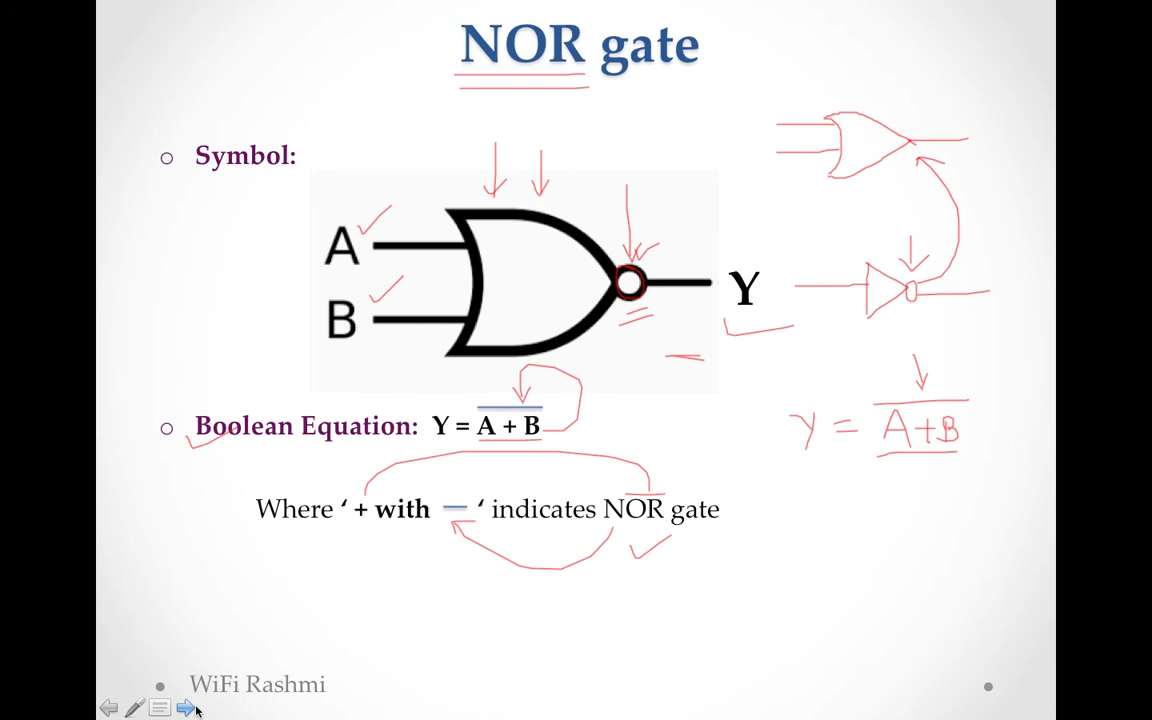 NOR gate
○ Symbol:
A
B
Y
○ Boolean Equation: Y = A̅ ̅+̅ ̅B̅
Y = A̅+̅B̅
Where ‘ + with — ‘ indicates NOR gate
• WiFi Rashmi